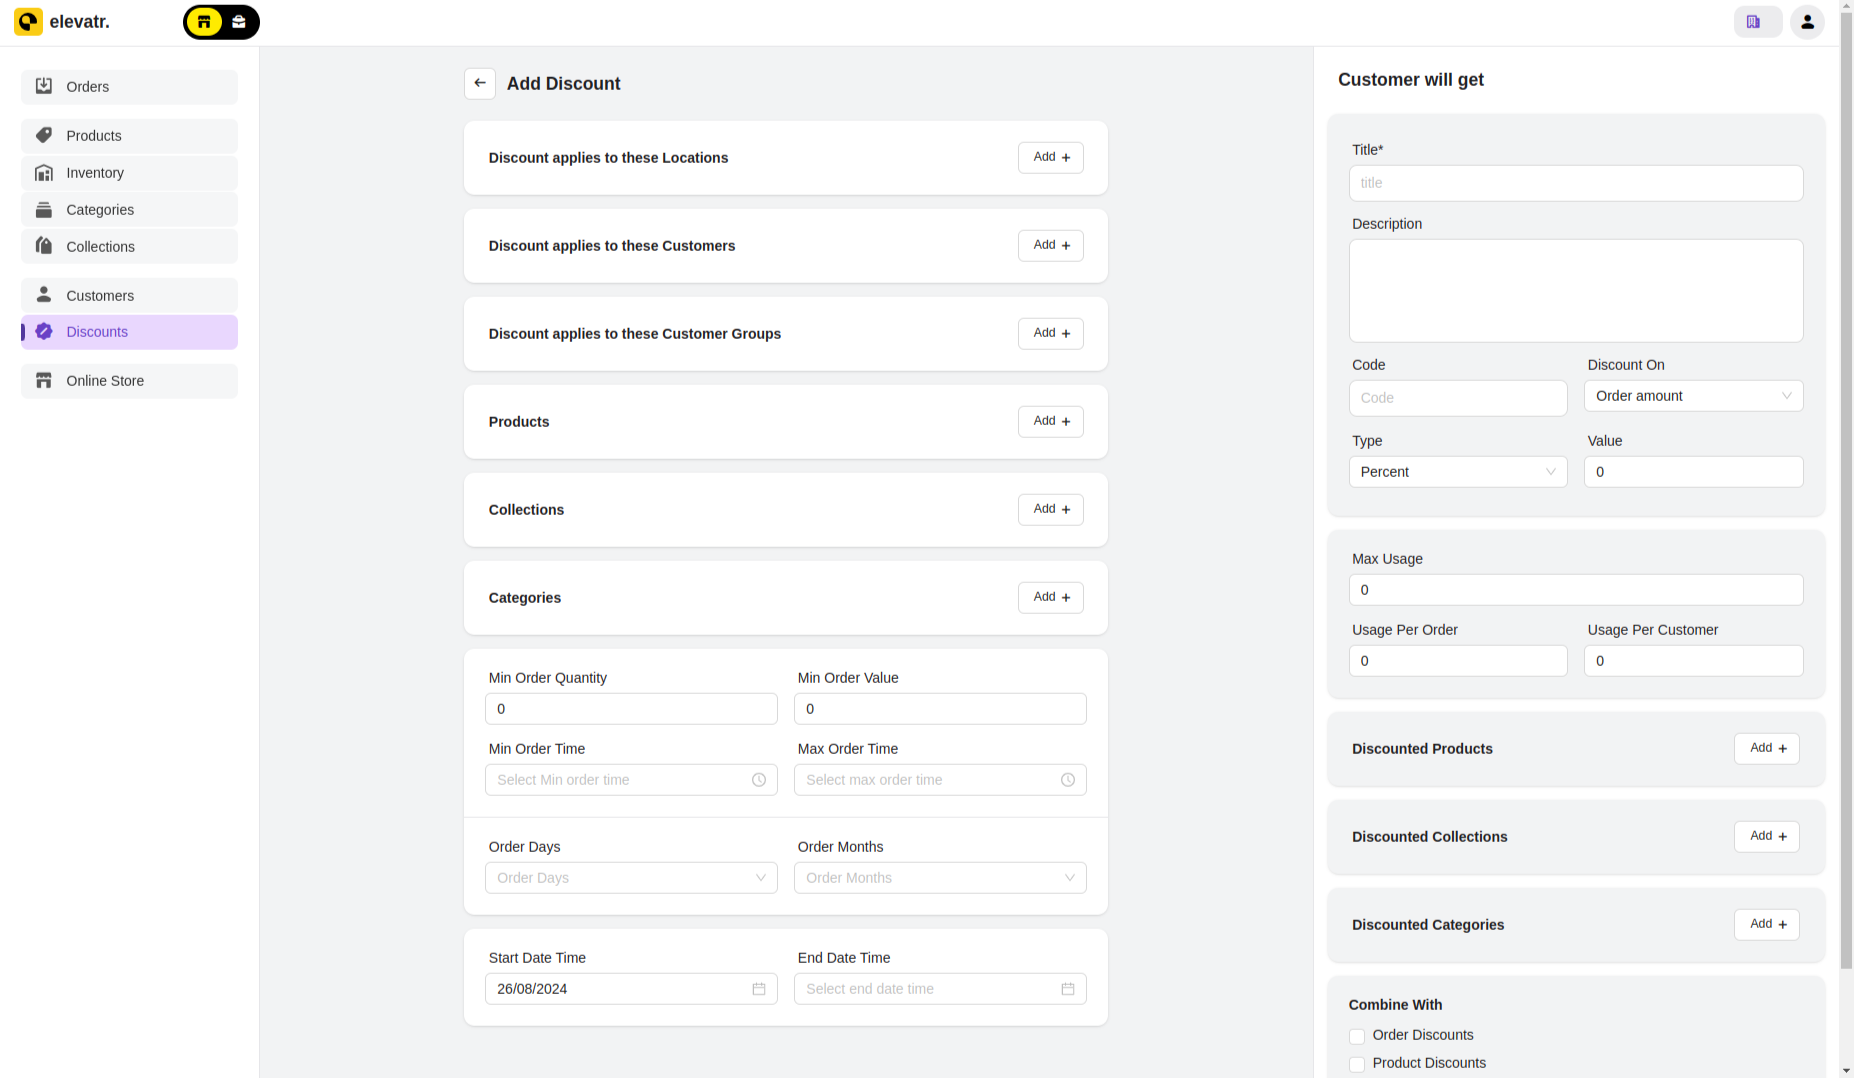 elevatr.
Orders
Products
Inventory
Categories
Collections
Customers
Discounts
Online Store
Add Discount
Discount applies to these Locations
Add +
Discount applies to these Customers
Add +
Discount applies to these Customer Groups
Add +
Products
Add +
Collections
Add +
Categories
Add +
Min Order Quantity
Min Order Value
0
0
Min Order Time
Max Order Time
Select Min order time
Select max order time
Order Days
Order Months
Order Days
Order Months
Start Date Time
End Date Time
26/08/2024
Select end date time
Customer will get
Title*
title
Description
Code
Discount On
Code
Order amount
Type
Value
Percent
0
Max Usage
0
Usage Per Order
Usage Per Customer
0
0
Discounted Products
Add +
Discounted Collections
Add +
Discounted Categories
Add +
Combine With
Order Discounts
Product Discounts